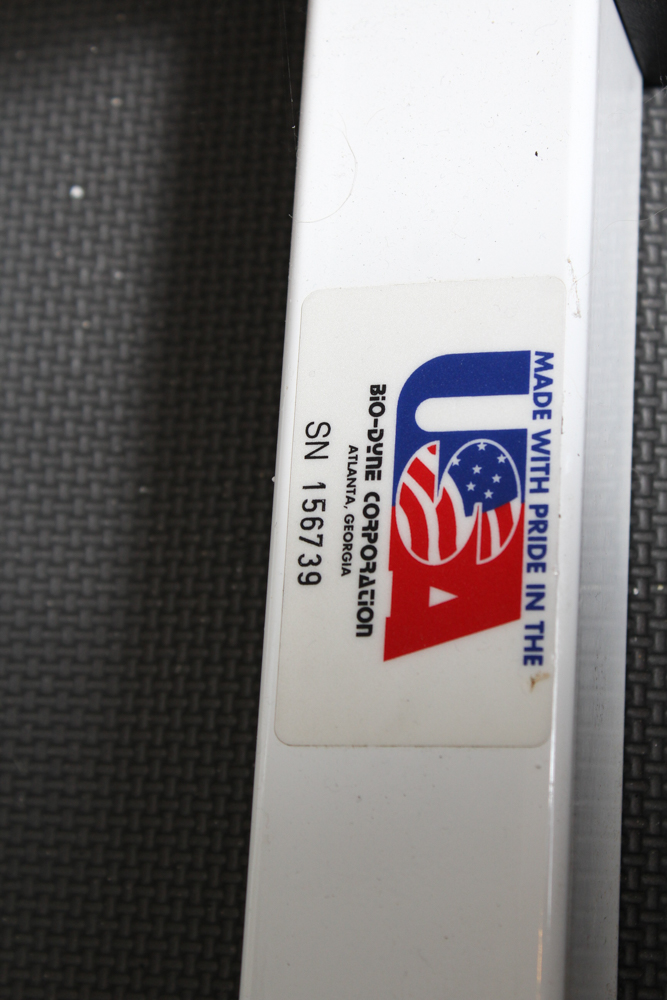 MADE WITH PRIDE IN THE
USA
BIO-DYNE CORPORATION
ATLANTA, GEORGIA
SN 156739